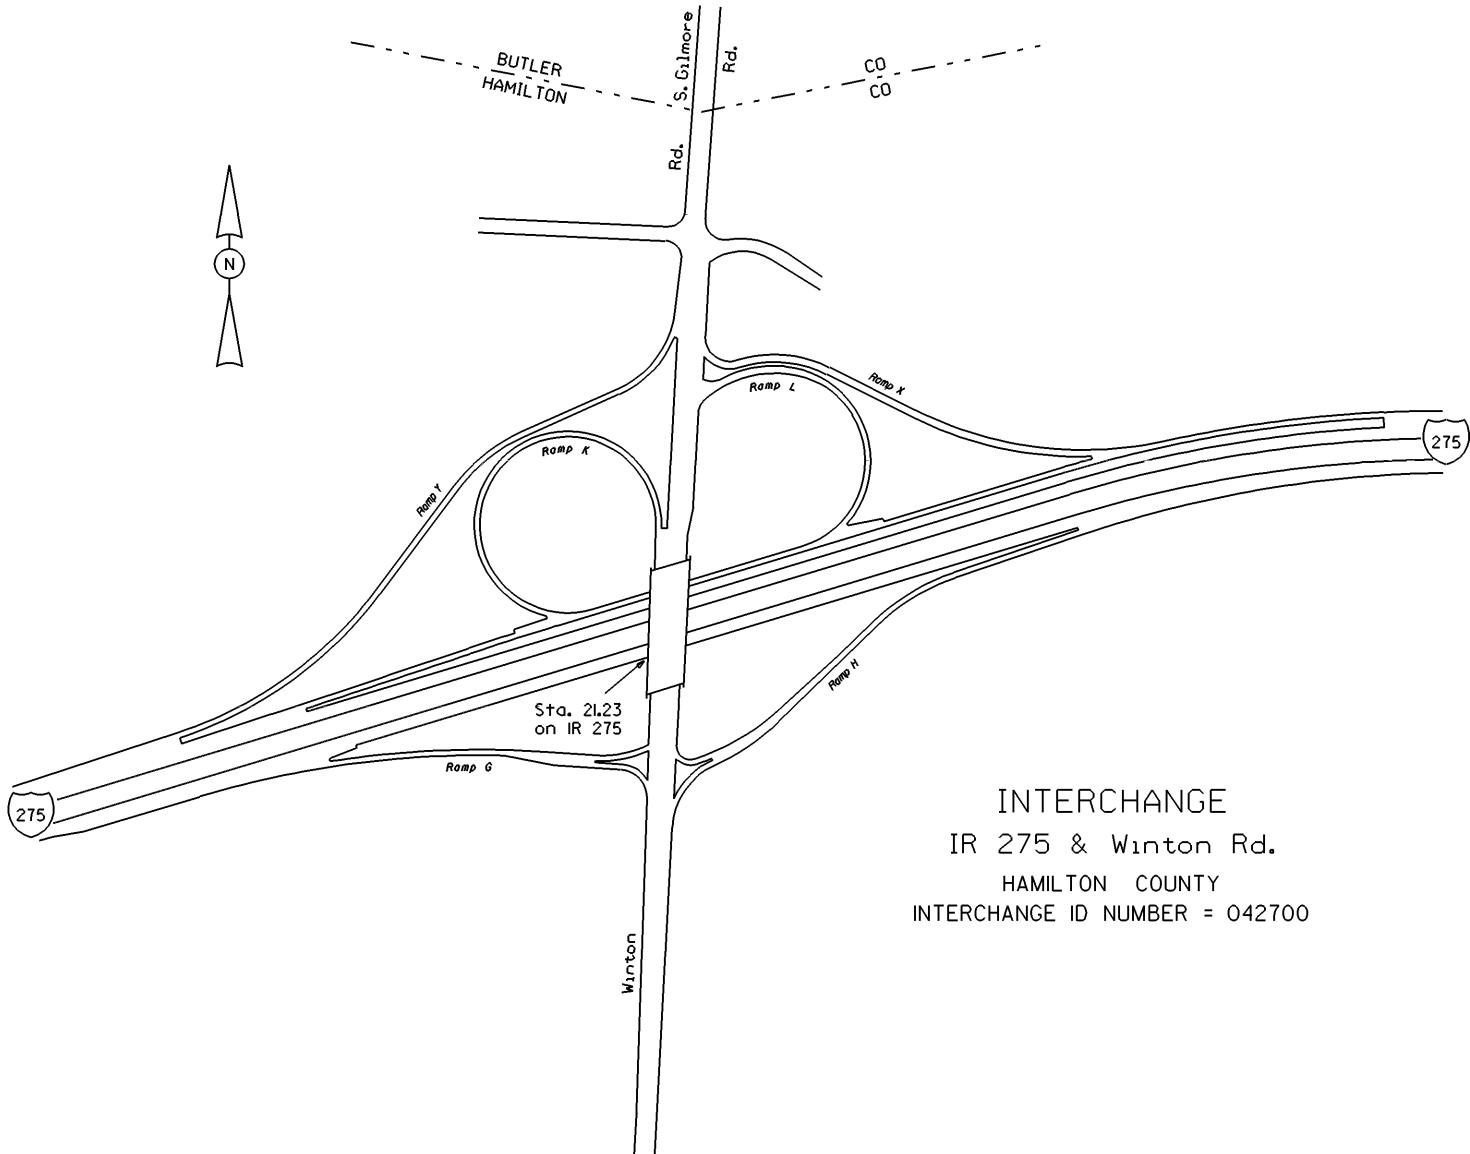 S. Gilmore
Rd.
BUTLER
CO
HAMILTON
CO
Rd.
N
Ramp L
Ramp X
275
Ramp K
Ramp Y
Ramp H
Sta. 21.23
on IR 275
Ramp G
275
INTERCHANGE
IR 275 & Winton Rd.
HAMILTON COUNTY
INTERCHANGE ID NUMBER = 042700
Winton